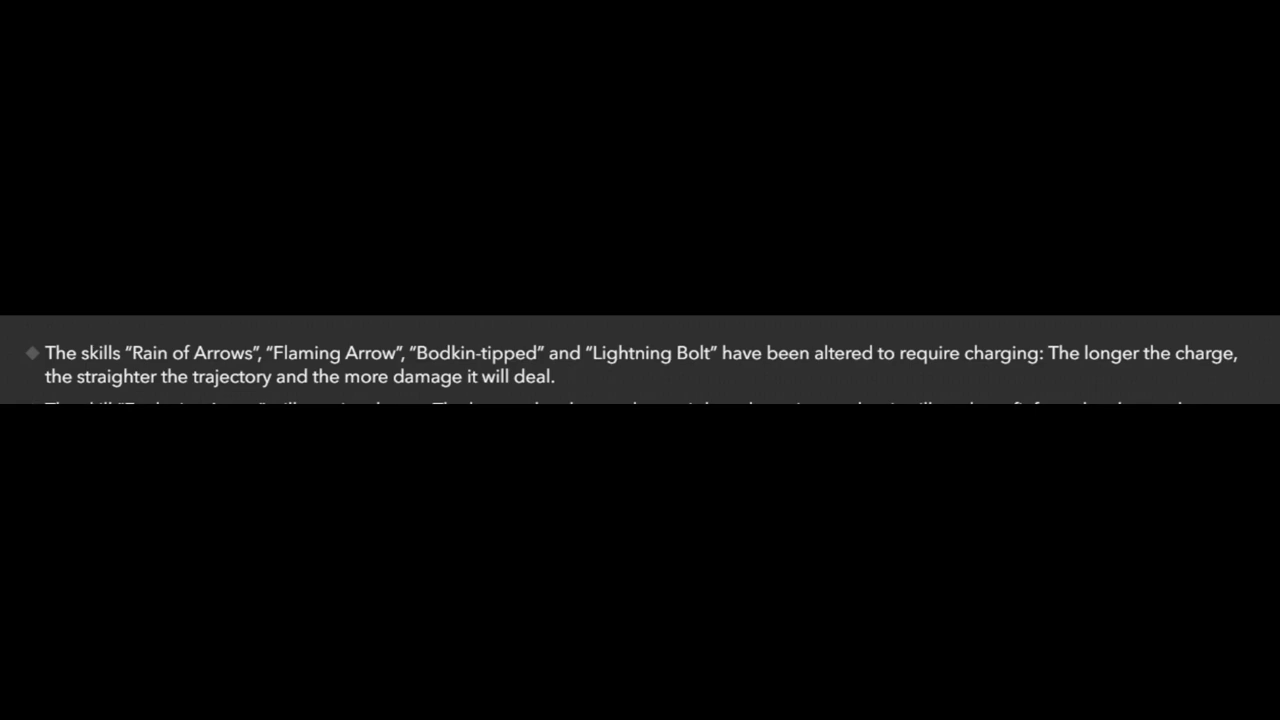 The skills “Rain of Arrows”, “Flaming Arrow”, ”Bodkin-tipped” and “Lightning Bolt” have been altered to require charging: The longer the charge,
the straighter the trajectory and the more damage it will deal.